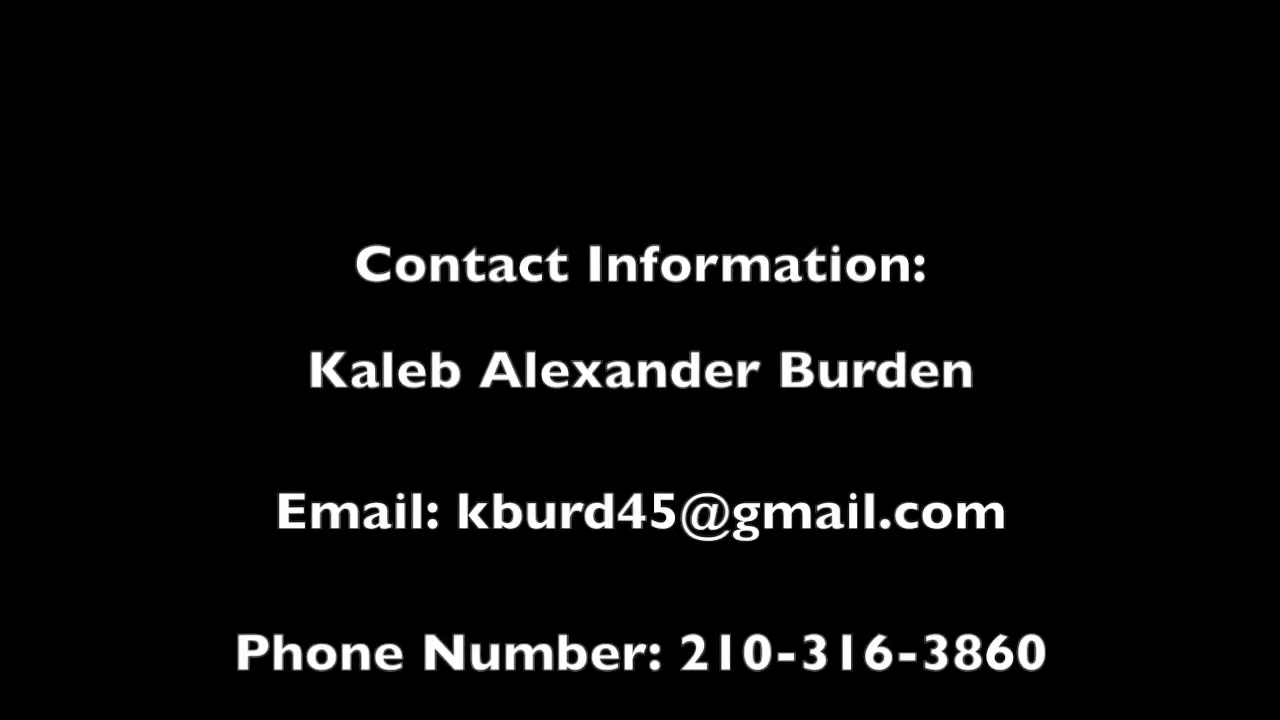 Contact Information:
Kaleb Alexander Burden
Email: kburd45@gmail.com
Phone Number: 210-316-3860